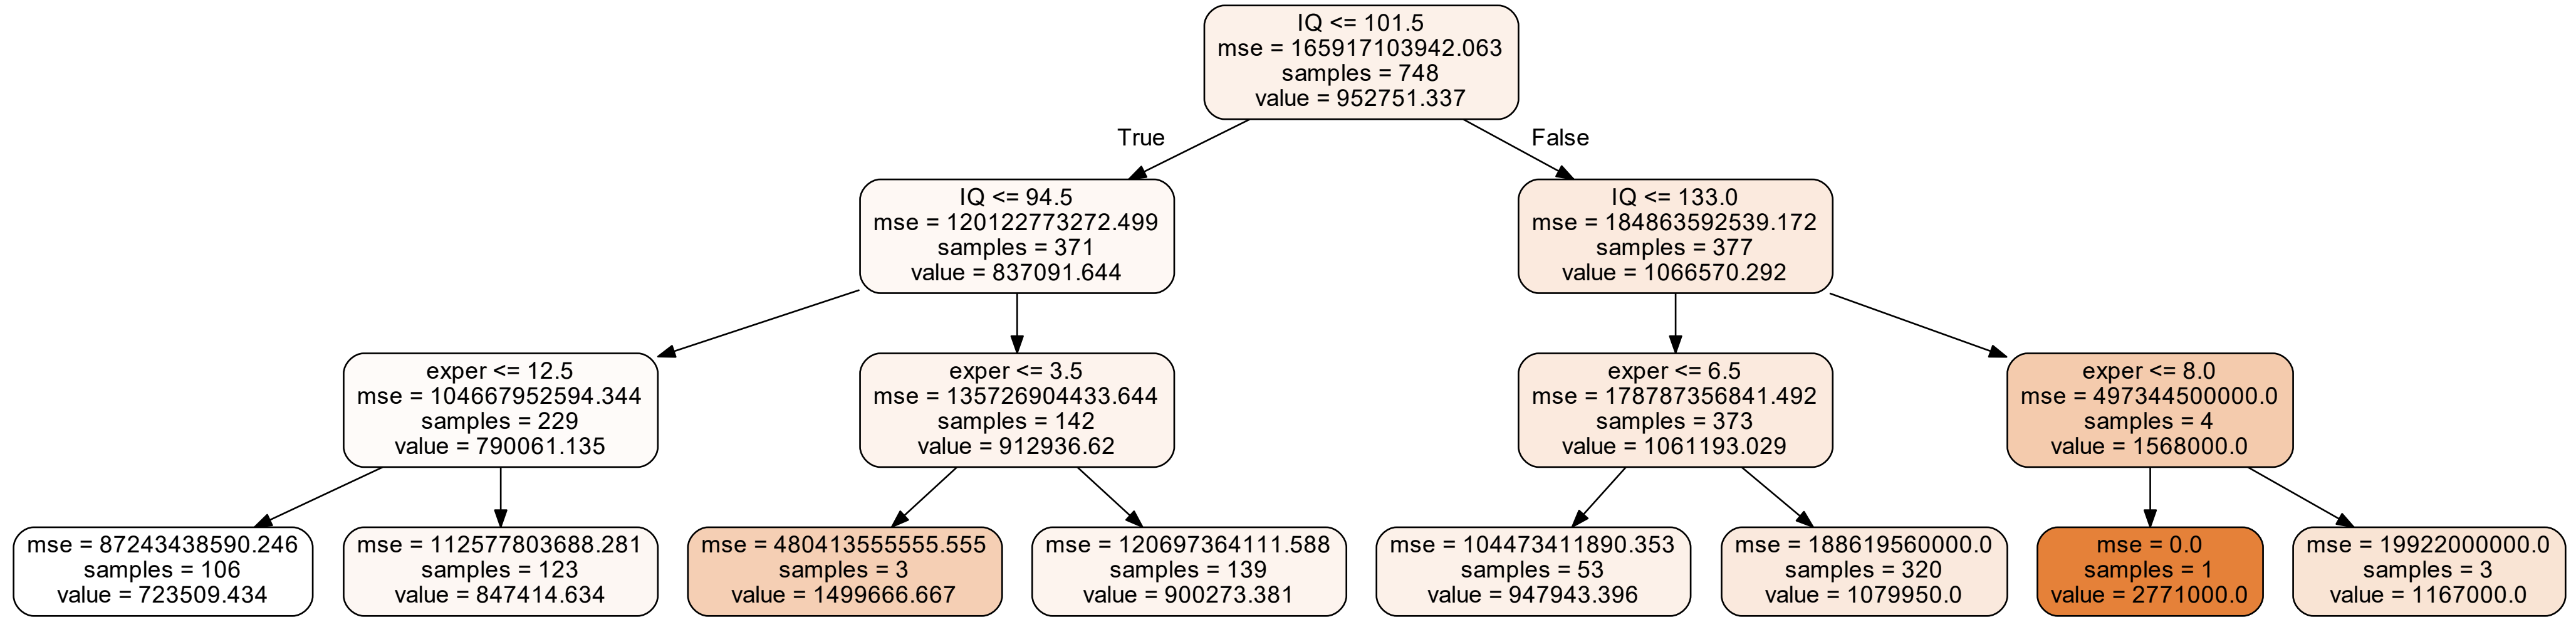 IQ <= 101.5
mse = 165917103942.063
samples = 748
value = 952751.337
True
False
IQ <= 94.5
mse = 120122773272.499
samples = 371
value = 837091.644
IQ <= 133.0
mse = 184863592539.172
samples = 377
value = 1066570.292
exper <= 12.5
mse = 104667952594.344
samples = 229
value = 790061.135
exper <= 3.5
mse = 135726904433.644
samples = 142
value = 912936.62
exper <= 6.5
mse = 178787356841.492
samples = 373
value = 1061193.029
exper <= 8.0
mse = 497344500000.0
samples = 4
value = 1568000.0
mse = 87243438590.246
samples = 106
value = 723509.434
mse = 112577803688.281
samples = 123
value = 847414.634
mse = 480413555555.555
samples = 3
value = 1499666.667
mse = 120697364111.588
samples = 139
value = 900273.381
mse = 104473411890.353
samples = 53
value = 947943.396
mse = 188619560000.0
samples = 320
value = 1079950.0
mse = 0.0
samples = 1
value = 2771000.0
mse = 19922000000.0
samples = 3
value = 1167000.0